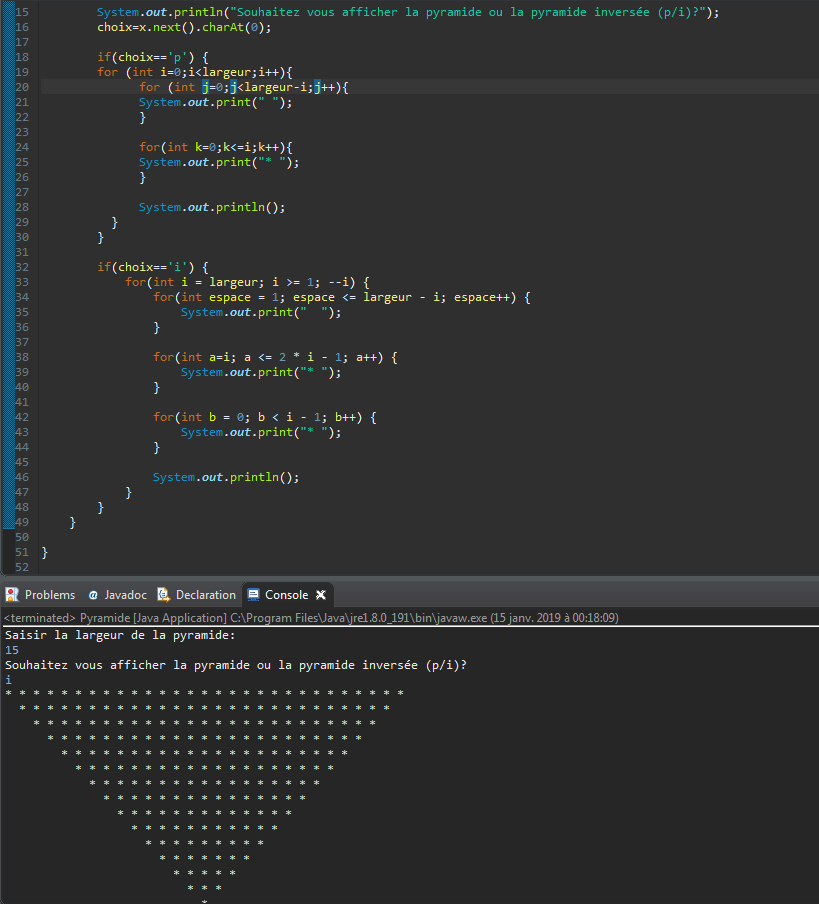 15 System.out.println("Souhaitez vous afficher la pyramide ou la pyramide inversée (p/i)?");
16 choix=x.next().charAt(0);
17
18 if(choix=='p') {
19 for (int i=0;i<largeur;i++){
20 for (int j=0;j<largeur-i;j++){
21 System.out.print(" ");
22 }
23
24 for(int k=0;k<=i;k++){
25 System.out.print("* ");
26 }
27
28 System.out.println();
29 }
30 }
31
32 if(choix=='i') {
33 for(int i = largeur; i >= 1; --i) {
34 for(int espace = 1; espace <= largeur - i; espace++) {
35 System.out.print("  ");
36 }
37
38 for(int a=i; a <= 2 * i - 1; a++) {
39 System.out.print("* ");
40 }
41
42 for(int b = 0; b < i - 1; b++) {
43 System.out.print("* ");
44 }
45
46 System.out.println();
47 }
48 }
49 }
50
51 }
52
Problems @ Javadoc Declaration Console
<terminated> Pyramide [Java Application] C:\Program Files\Java\jre1.8.0_191\bin\javaw.exe (15 janv. 2019 à 00:18:09)
Saisir la largeur de la pyramide:
15
Souhaitez vous afficher la pyramide ou la pyramide inversée (p/i)?
i
* * * * * * * * * * * * * * * * * * * * * * * * * * * * *
* * * * * * * * * * * * * * * * * * * * * * * * * * *
* * * * * * * * * * * * * * * * * * * * * * * * *
* * * * * * * * * * * * * * * * * * * * * * *
* * * * * * * * * * * * * * * * * * * * *
* * * * * * * * * * * * * * * * * * *
* * * * * * * * * * * * * * * * *
* * * * * * * * * * * * * * *
* * * * * * * * * * * * *
* * * * * * * * * * *
* * * * * * * * *
* * * * * * *
* * * * *
* * *
*